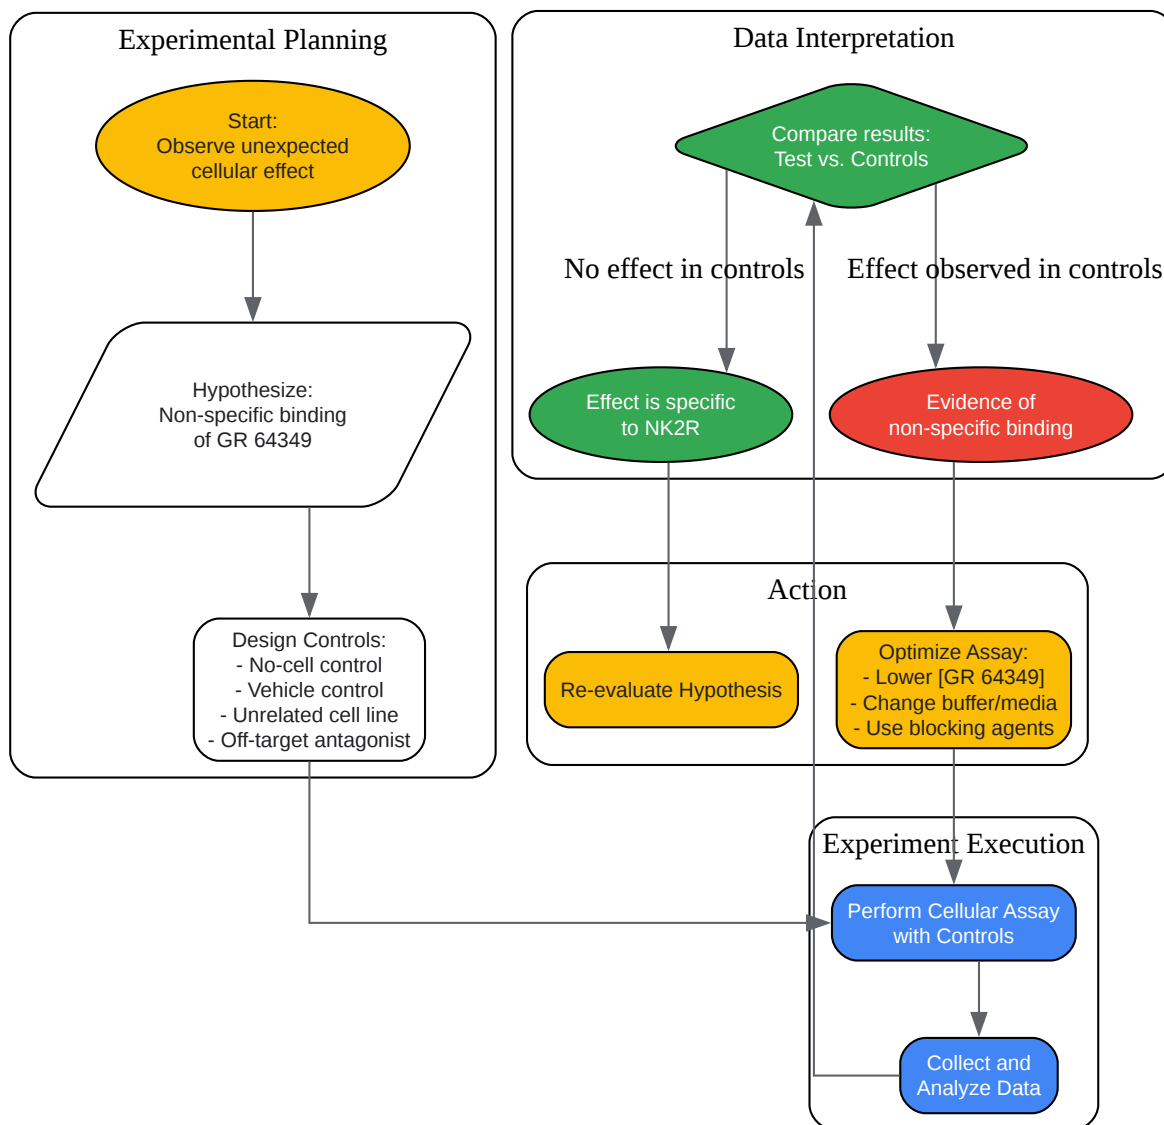 Experimental Planning
Start:
Observe unexpected
cellular effect
Hypothesize:
Non-specific binding
of GR 64349
Design Controls:
- No-cell control
- Vehicle control
- Unrelated cell line
- Off-target antagonist
Data Interpretation
Compare results:
Test vs. Controls
No effect in controls
Effect observed in controls
Effect is specific
to NK2R
Evidence of
non-specific binding
Action
Re-evaluate Hypothesis
Optimize Assay:
- Lower [GR 64349]
- Change buffer/media
- Use blocking agents
Experiment Execution
Perform Cellular Assay
with Controls
Collect and
Analyze Data